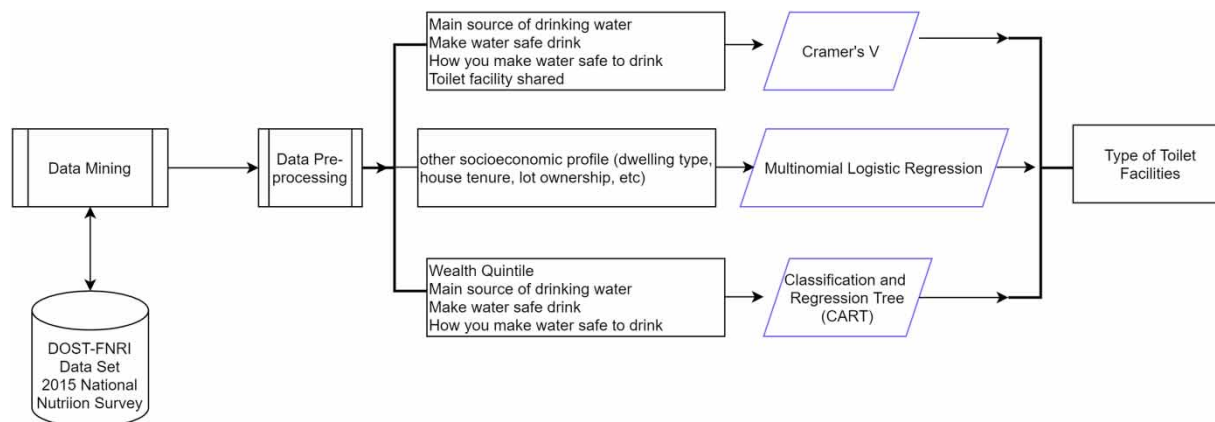 Main source of drinking water
Make water safe drink
How you make water safe to drink
Toilet facility shared
Cramer's V
Data Mining
Data Pre-
processing
other socioeconomic profile (dwelling type,
house tenure, lot ownership, etc)
Multinomial Logistic Regression
Type of Toilet
Facilities
Wealth Quintile
Main source of drinking water
Make water safe drink
How you make water safe to drink
Classification and
Regression Tree
(CART)
DOST-FNRI
Data Set
2015 National
Nutriion Survey